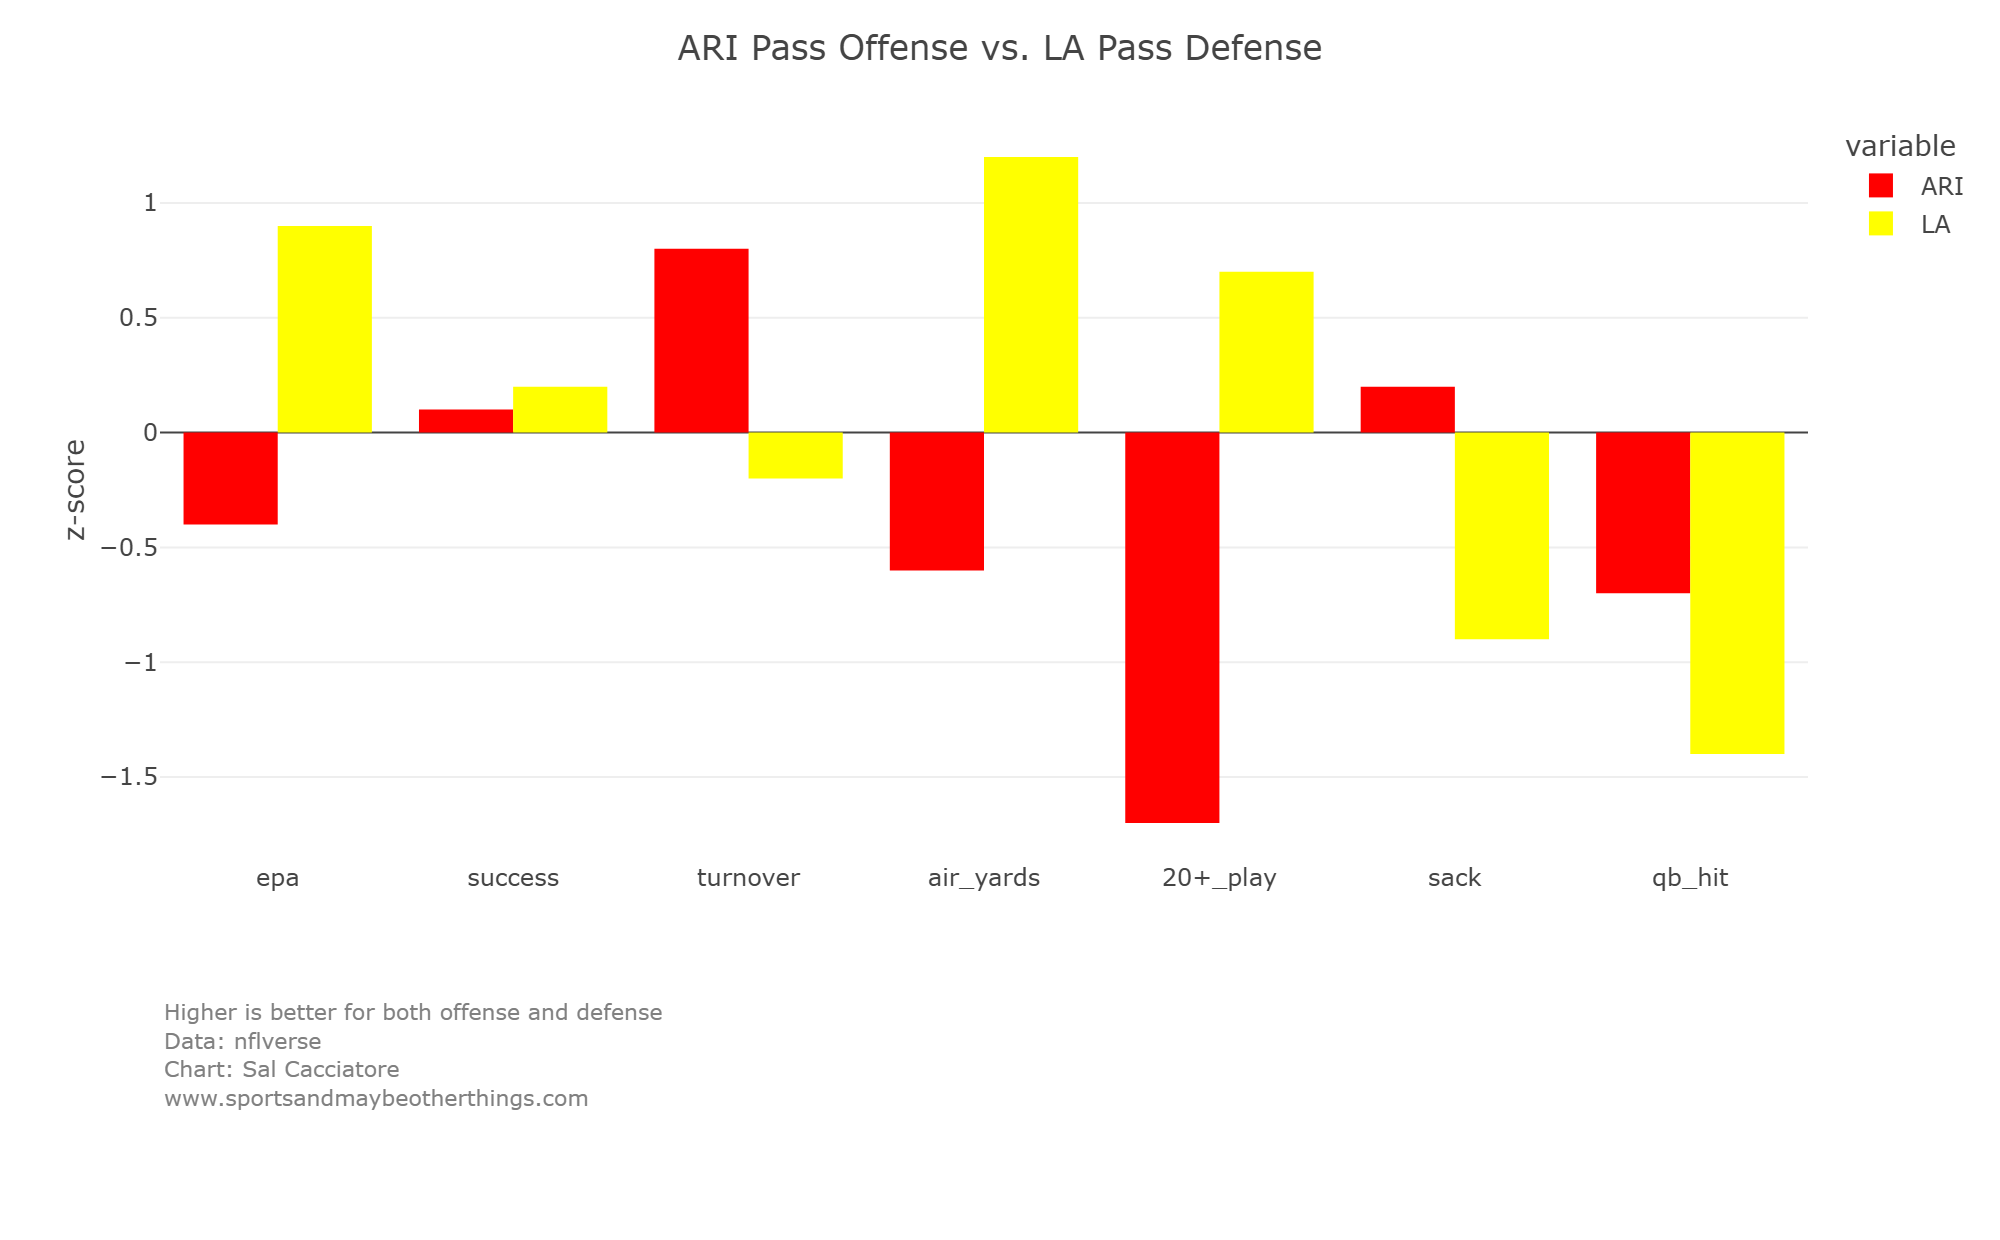 ARI Pass Offense vs. LA Pass Defense
variable
ARI
LA
1
0.5
0
−0.5
−1
−1.5
z-score
epa
success
turnover
air_yards
20+_play
sack
qb_hit
Higher is better for both offense and defense
Data: nflverse
Chart: Sal Cacciatore
www.sportsandmaybeotherthings.com